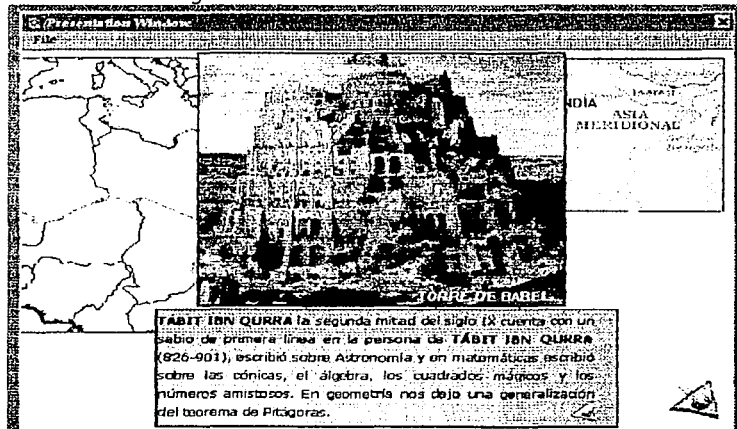 Presentation Window
File
NDIA
ASIA
MERIDIONAL
TORRE DE BABEL
TÁBIT IBN QURRA la segunda mitad del siglo IX cuenta con un
sabio de primera línea en la persona de TÁBIT IBN QURRA
(826-901), escribió sobre Astronomía y en matemáticas escribió
sobre las cónicas, el álgebra, los cuadrados mágicos y los
números amistosos. En geometría nos dejo una generalización
del teorema de Pitágoras.